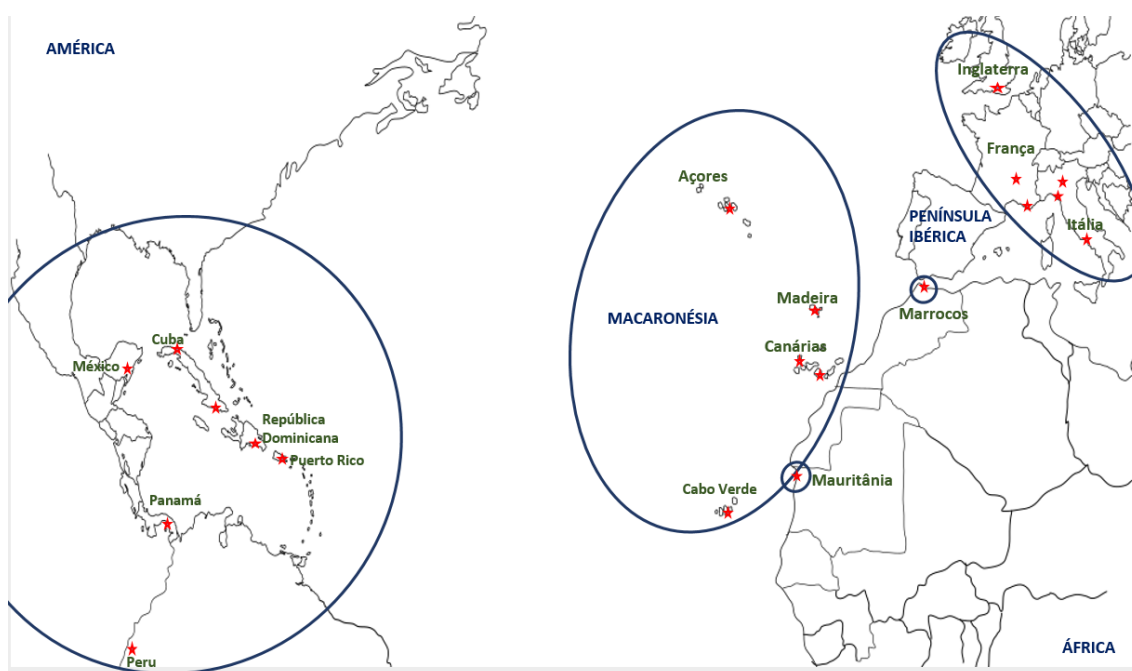 AMÉRICA
Inglaterra
França
Açores
PENÍNSULA
IBÉRICA
Itália
Madeira
Marrocos
MACARONÉSIA
Cuba
Canárias
México
República
Dominicana
Puerto Rico
Mauritânia
Cabo Verde
Panamá
ÁFRICA
Peru